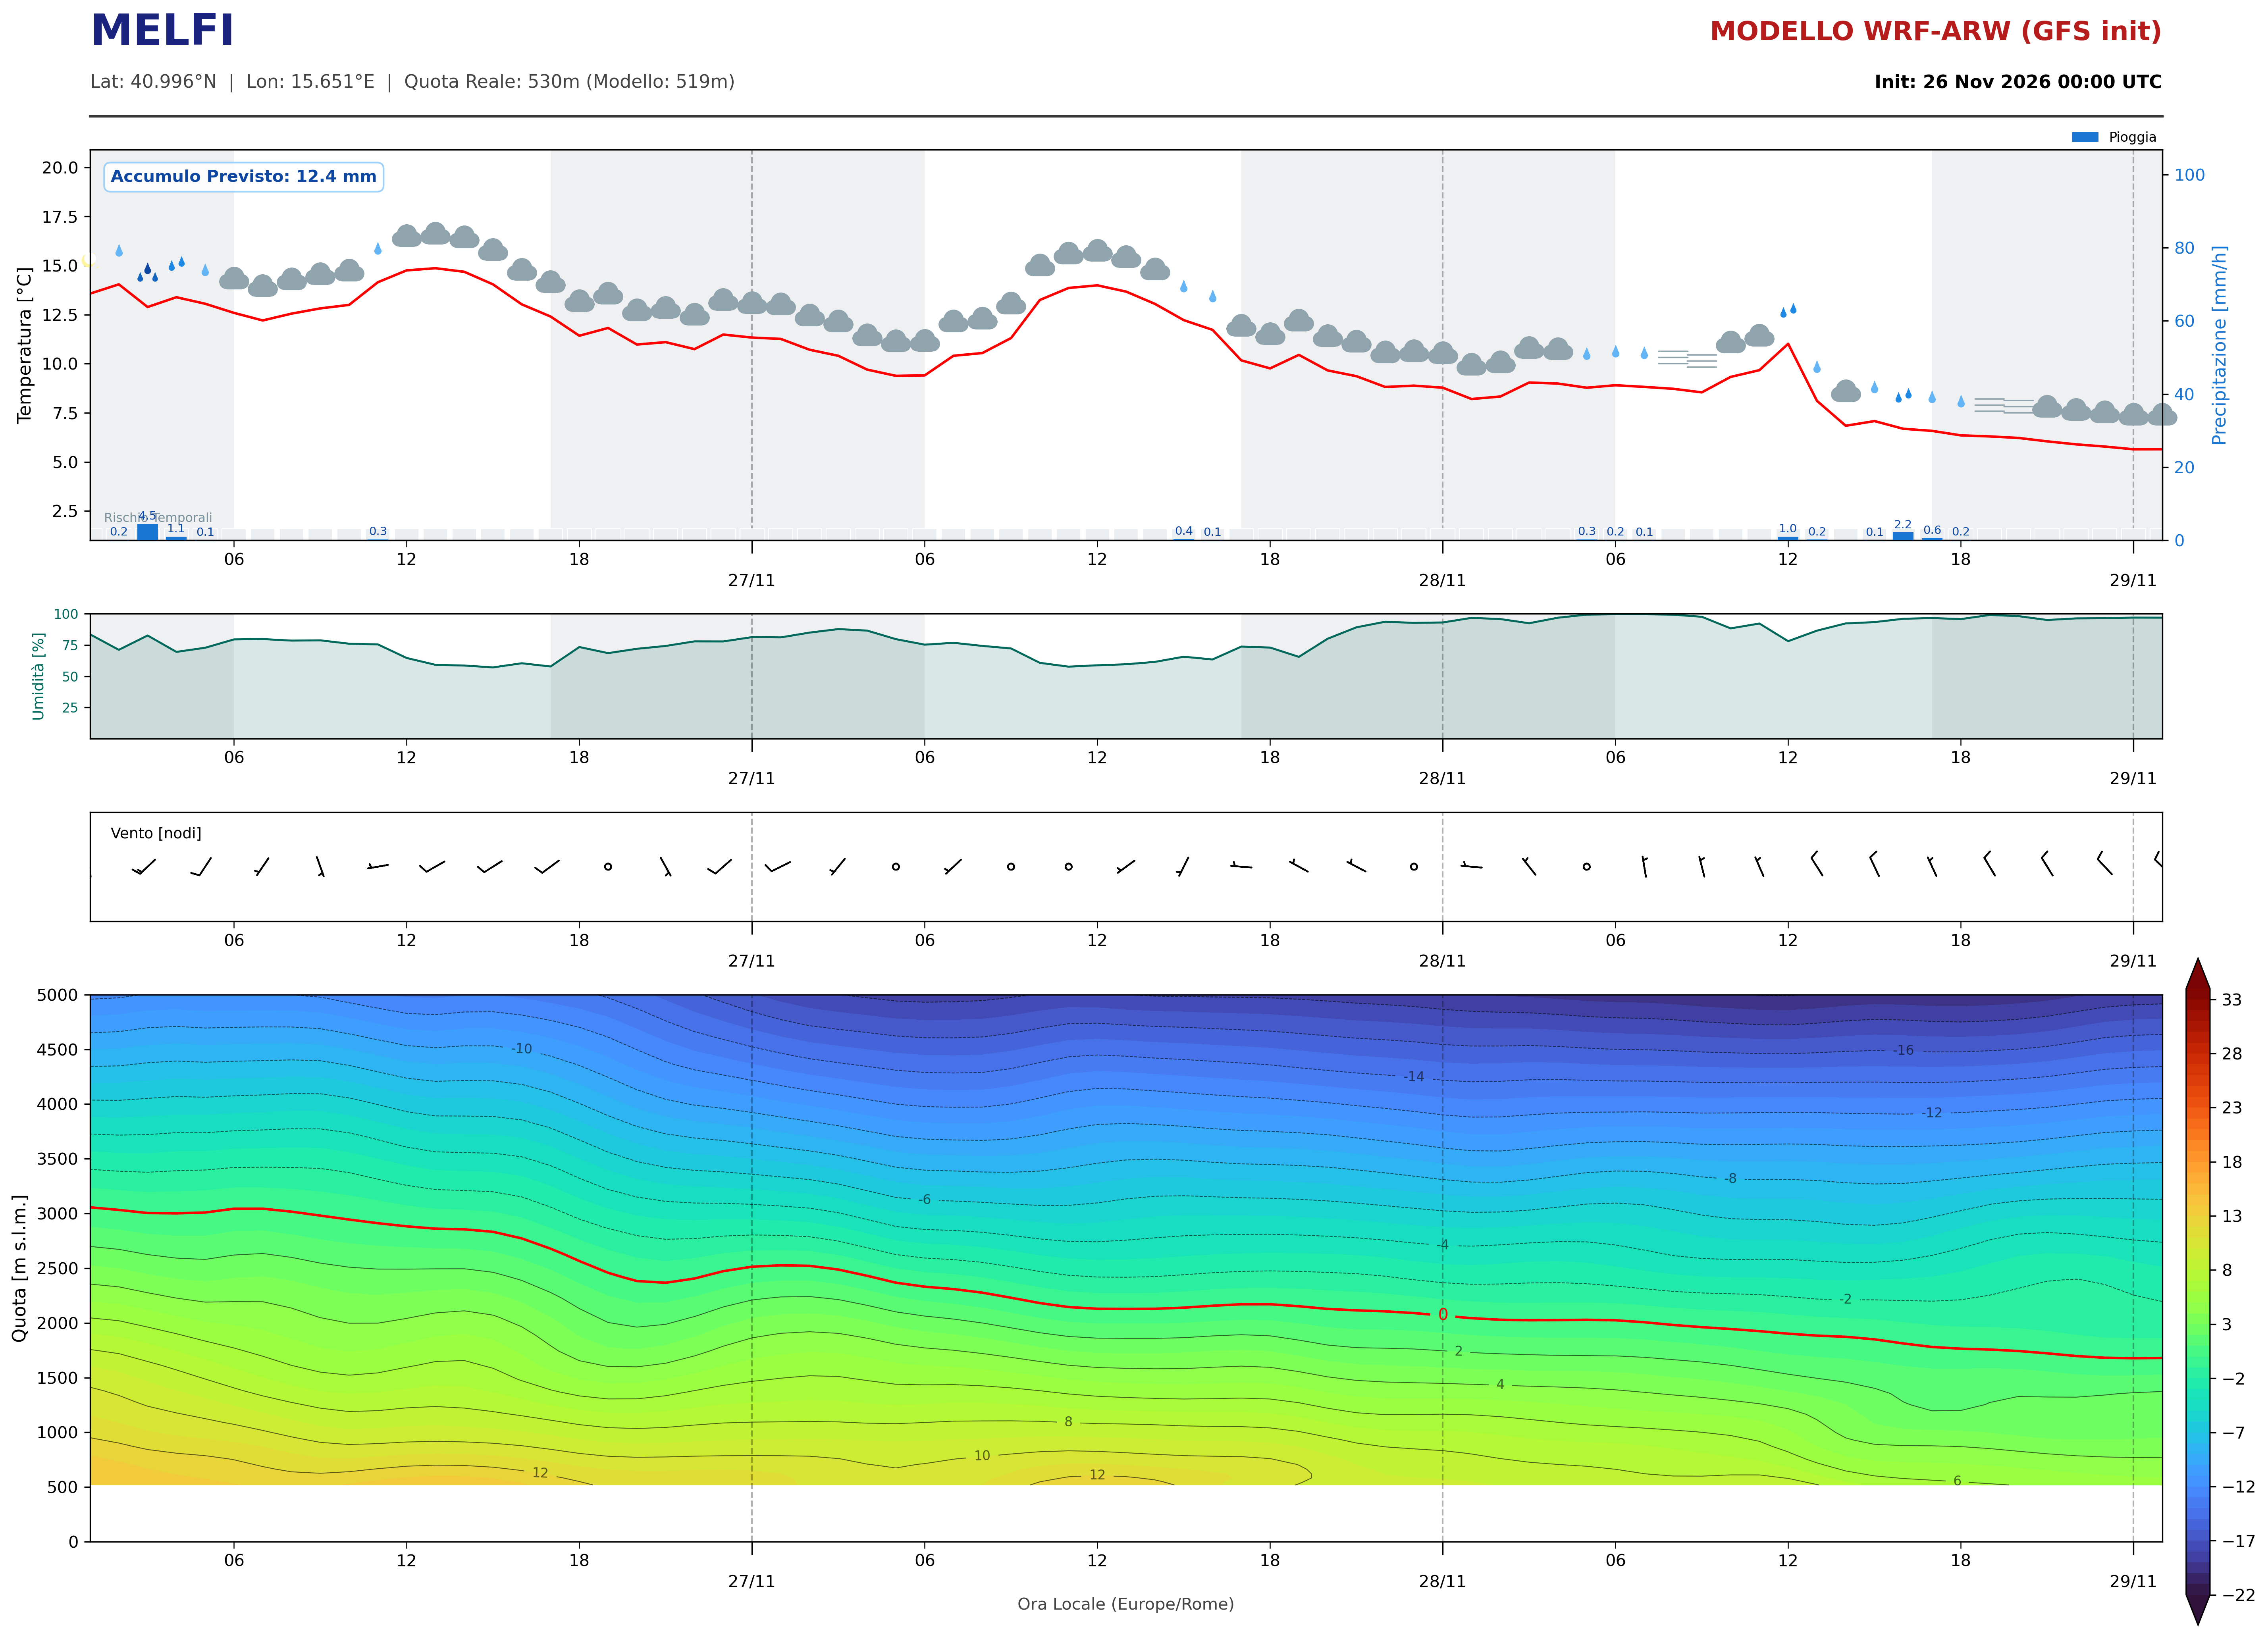 MELFI
MODELLO WRF-ARW (GFS init)
Lat: 40.996°N | Lon: 15.651°E | Quota Reale: 530m (Modello: 519m)
Init: 26 Nov 2026 00:00 UTC
Pioggia
Accumulo Previsto: 12.4 mm
Temperatura [°C]
20.0
17.5
15.0
12.5
10.0
7.5
5.0
2.5
Precipitazione [mm/h]
100
80
60
40
20
0
Rischio Temporali
0.2 4.5 1.1 0.1 0.3 0.4 0.1 0.3 0.2 0.1 1.0 0.2 0.1 2.2 0.6 0.2
06 12 18 06 12 18 06 12 18
27/11 28/11 29/11
Umidità [%]
100
75
50
25
06 12 18 06 12 18 06 12 18
27/11 28/11 29/11
Vento [nodi]
06 12 18 06 12 18 06 12 18
27/11 28/11 29/11
Quota [m s.l.m.]
5000
4500
4000
3500
3000
2500
2000
1500
1000
500
0
-10
-16
-14
-12
-8
-6
-4
-2
0
2
4
8
10
12
12
6
06 12 18 06 12 18 06 12 18
27/11 28/11 29/11
Ora Locale (Europe/Rome)
33
28
23
18
13
8
3
−2
−7
−12
−17
−22